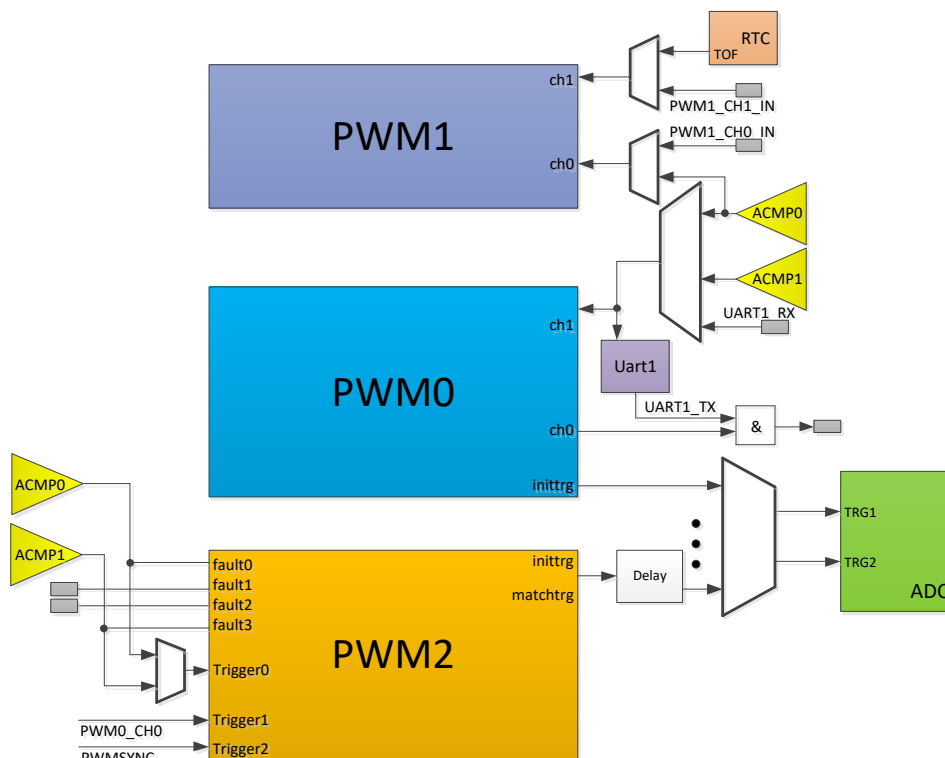 RTC
TOF
ch1
PWM1_CH1_IN
PWM1
PWM1_CH0_IN
ch0
ACMP0
ACMP1
UART1_RX
ch1
Uart1
PWM0
UART1_TX
ch0
&
ACMP0
inittrg
TRG1
ACMP1
fault0
inittrg
TRG2
fault1
Delay
matchtrg
ADC
fault2
fault3
PWM2
Trigger0
Trigger1
PWM0_CH0
Trigger2
PWMSYNC